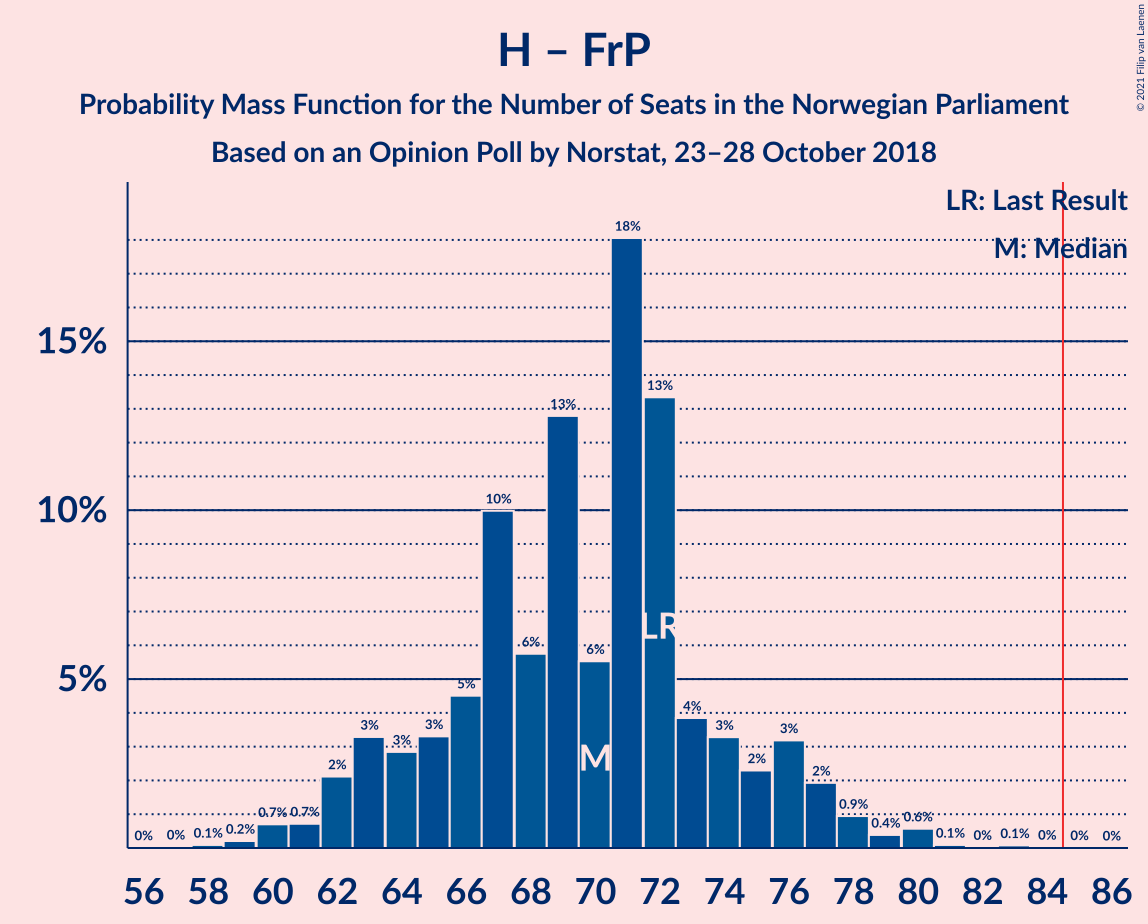 H – FrP
Probability Mass Function for the Number of Seats in the Norwegian Parliament
Based on an Opinion Poll by Norstat, 23–28 October 2018
© 2021 Filip van Laenen
LR: Last Result
M: Median
15%
10%
5%
0% 0% 0.1% 0.2% 0.7% 0.7% 2% 3% 3% 3% 5% 10% 6% 13% 6% 18% 13% 4% 3% 2% 3% 2% 0.9% 0.4% 0.6% 0.1% 0% 0.1% 0% 0% 0%
LR
M
56 58 60 62 64 66 68 70 72 74 76 78 80 82 84 86